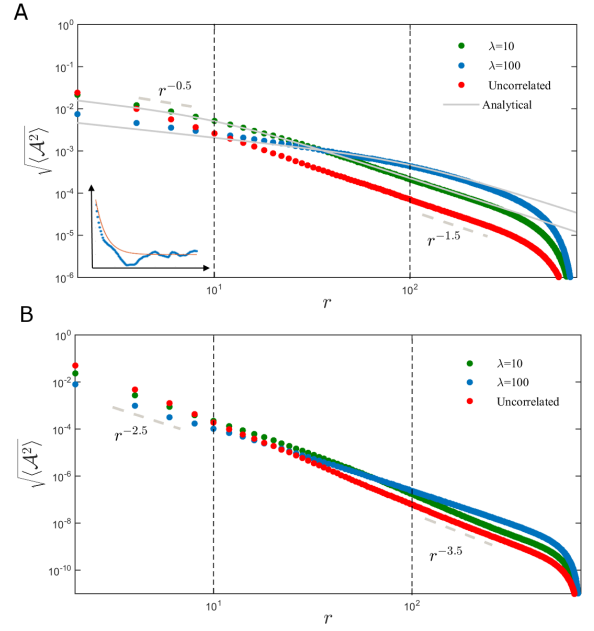 A
10^0
10^-1
10^-2
10^-3
10^-4
10^-5
10^-6
√⟨𝒜²⟩
r^−0.5
λ=10
λ=100
Uncorrelated
Analytical
r^−1.5
10^1
10^2
r
B
10^0
10^-2
10^-4
10^-6
10^-8
10^-10
√⟨𝒜²⟩
r^−2.5
λ=10
λ=100
Uncorrelated
r^−3.5
10^1
10^2
r